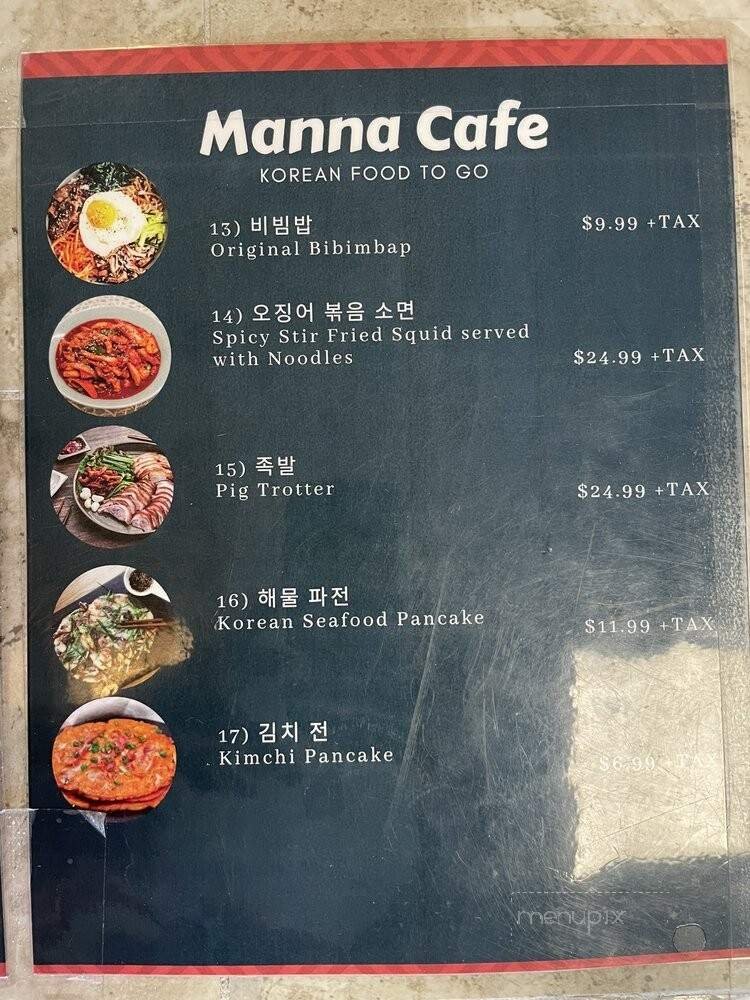 Manna Cafe
KOREAN FOOD TO GO
13) 비빔밥
Original Bibimbap
$9.99 +TAX
14) 오징어 볶음 소면
Spicy Stir Fried Squid served
with Noodles
$24.99 +TAX
15) 족발
Pig Trotter
$24.99 +TAX
16) 해물 파전
Korean Seafood Pancake
$11.99 +TAX
17) 김치 전
Kimchi Pancake
$6.99 +TAX
menupix